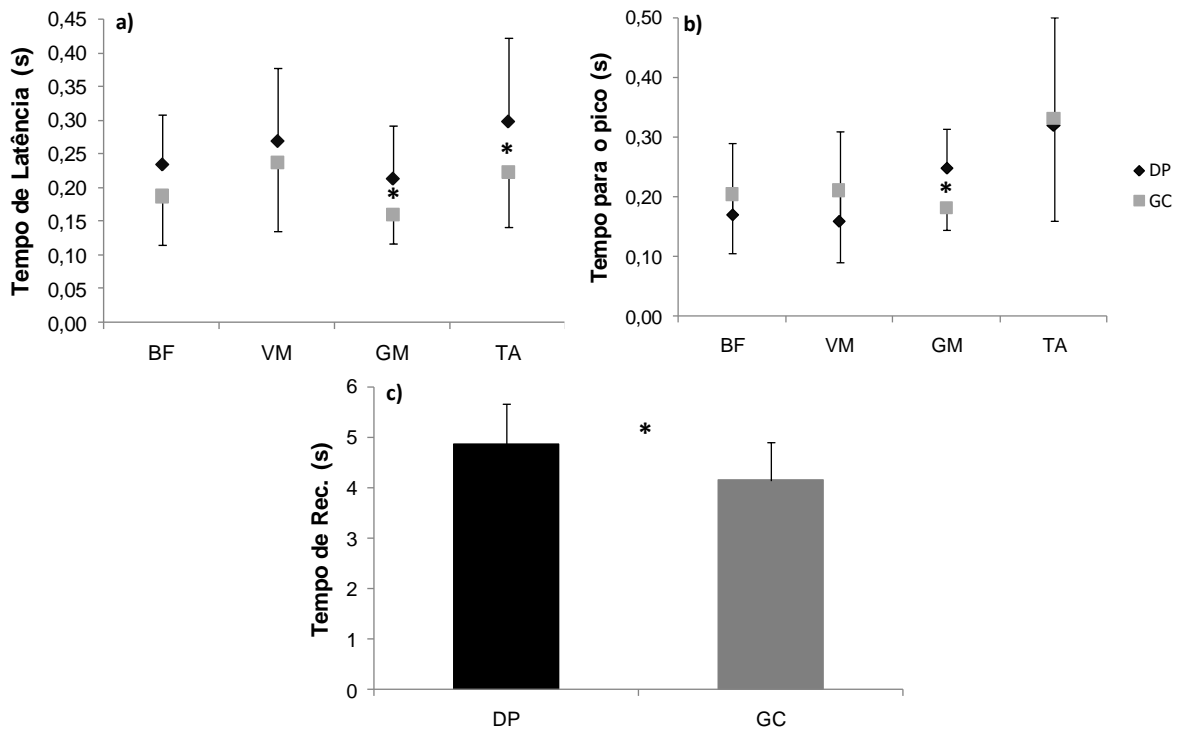 a)
Tempo de Latência (s)
0,45
0,40
0,35
0,30
0,25
0,20
0,15
0,10
0,05
0,00
*
*
BF VM GM TA
b)
Tempo para o pico (s)
0,50
0,40
0,30
0,20
0,10
0,00
*
BF VM GM TA
DP
GC
c)
Tempo de Rec. (s)
6
5
4
3
2
1
0
*
DP GC